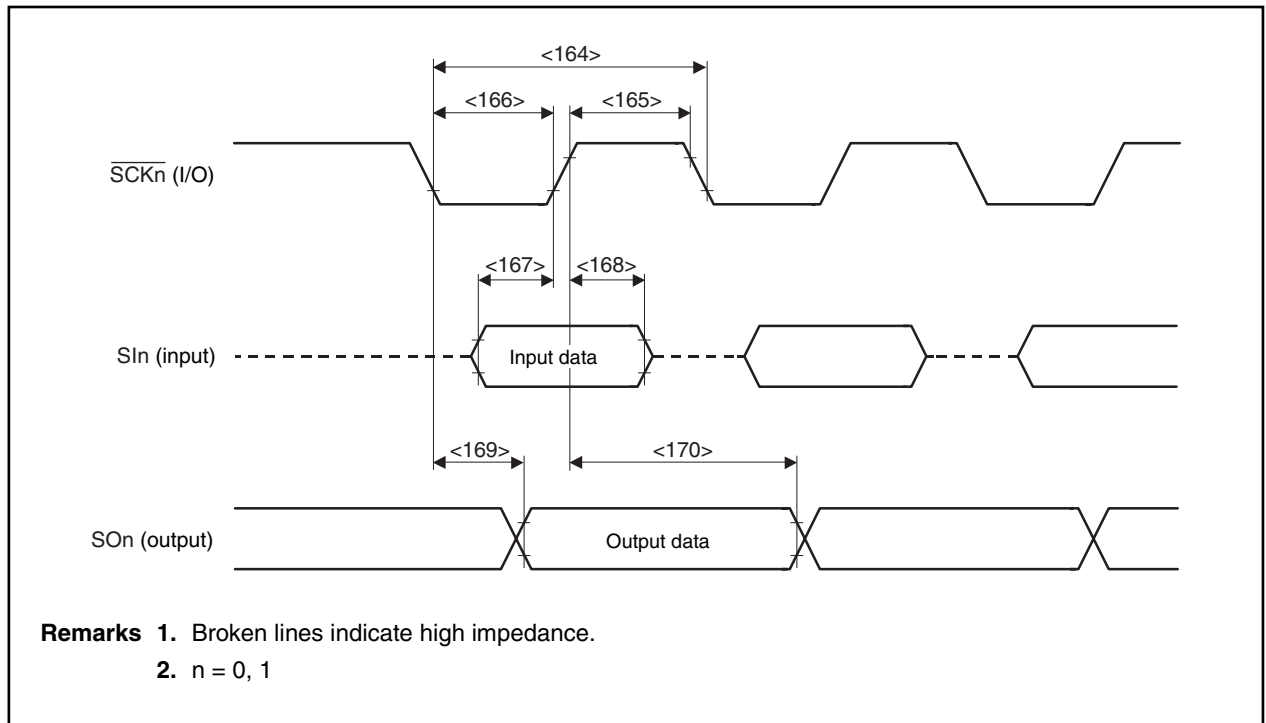 <164>
<166> <165>
SCKn (I/O)
<167> <168>
SIn (input)
Input data
<169> <170>
SOn (output)
Output data
Remarks 1. Broken lines indicate high impedance.
2. n = 0, 1